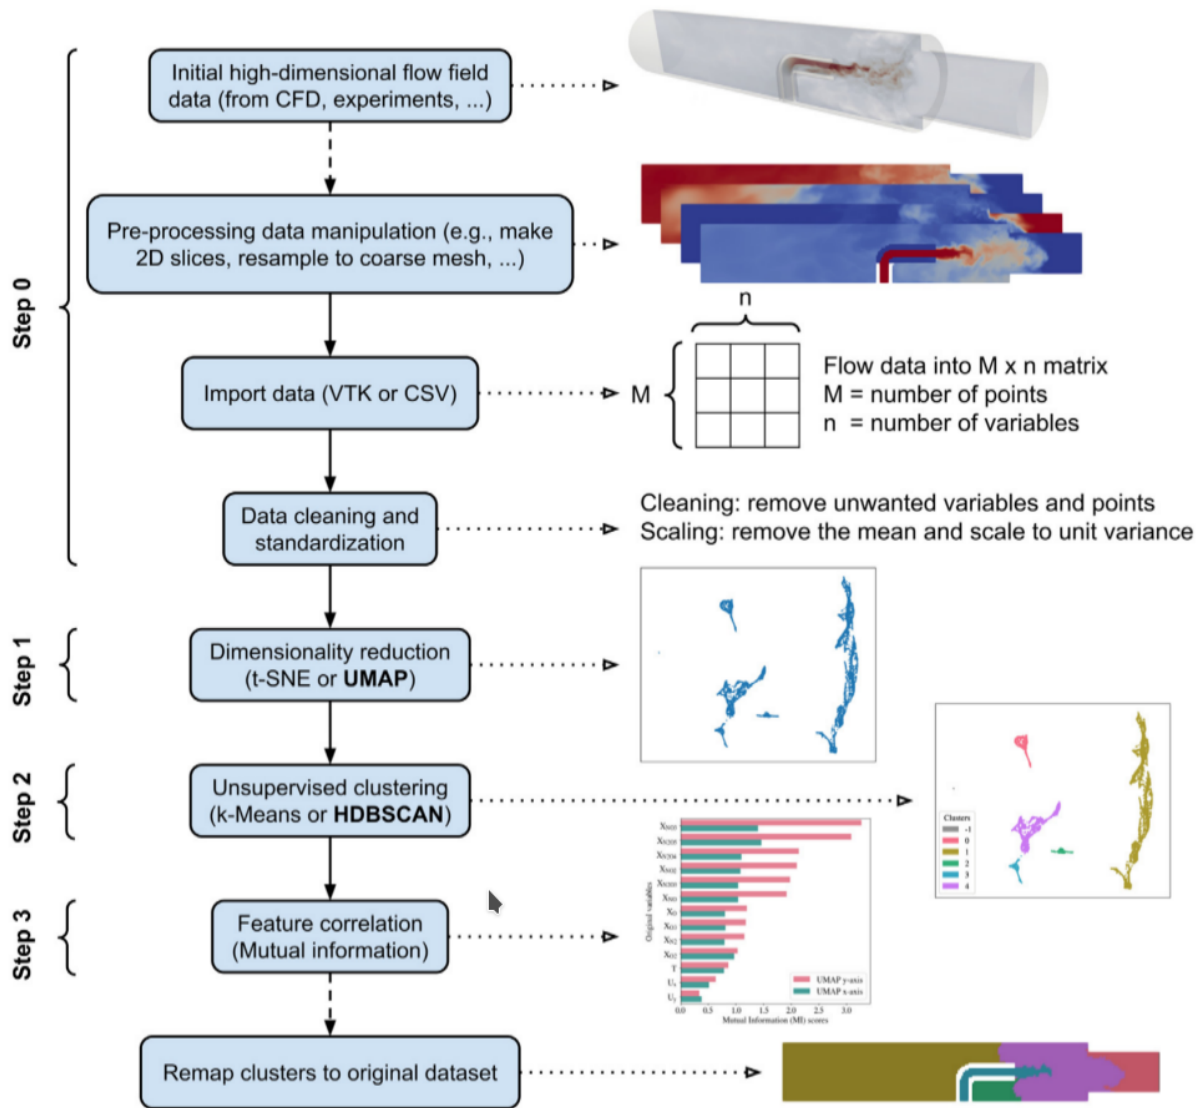 Initial high-dimensional flow field
data (from CFD, experiments, ...)
Pre-processing data manipulation (e.g., make
2D slices, resample to coarse mesh, ...)
Step 0
n
Import data (VTK or CSV)
M
Flow data into M x n matrix
M = number of points
n = number of variables
Data cleaning and
standardization
Cleaning: remove unwanted variables and points
Scaling: remove the mean and scale to unit variance
Step 1
Dimensionality reduction
(t-SNE or UMAP)
Step 2
Unsupervised clustering
(k-Means or HDBSCAN)
Clusters
-1
0
1
2
3
4
Step 3
Feature correlation
(Mutual information)
Original variables
T
UMAP y-axis
UMAP x-axis
0.0 0.5 1.0 1.5 2.0 2.5 3.0
Mutual Information (MI) scores
Remap clusters to original dataset